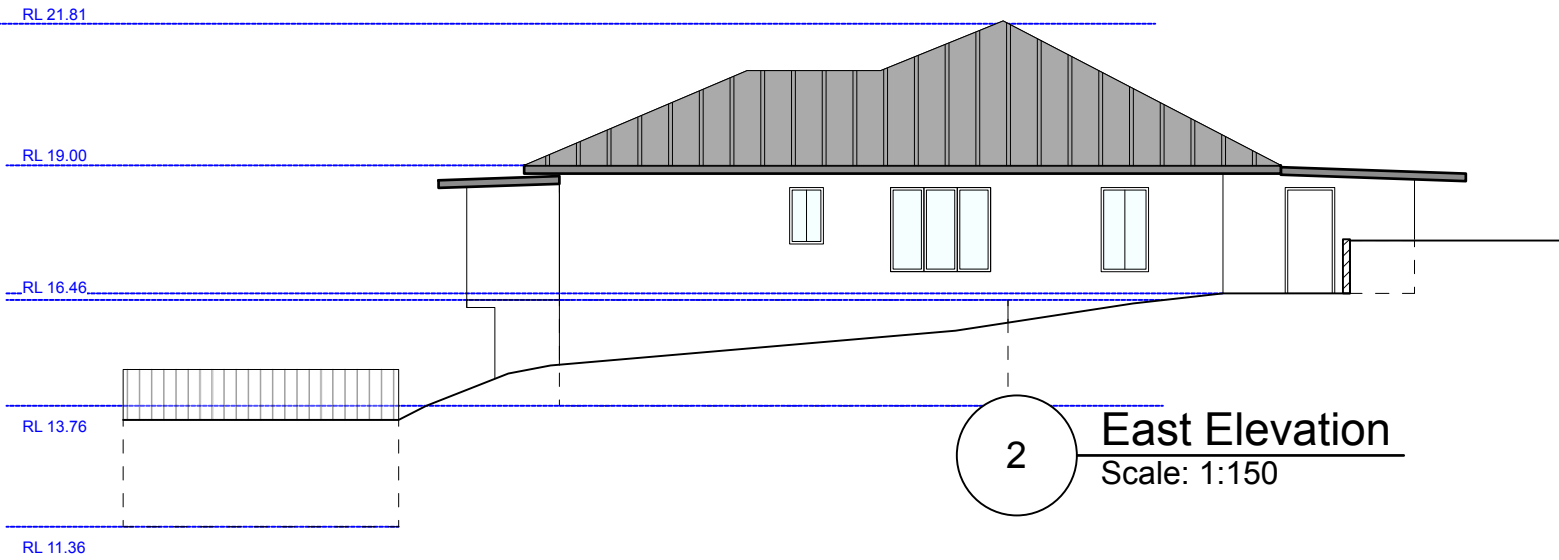 RL 21.81
RL 19.00
RL 16.46
RL 13.76
2
East Elevation
Scale: 1:150
RL 11.36